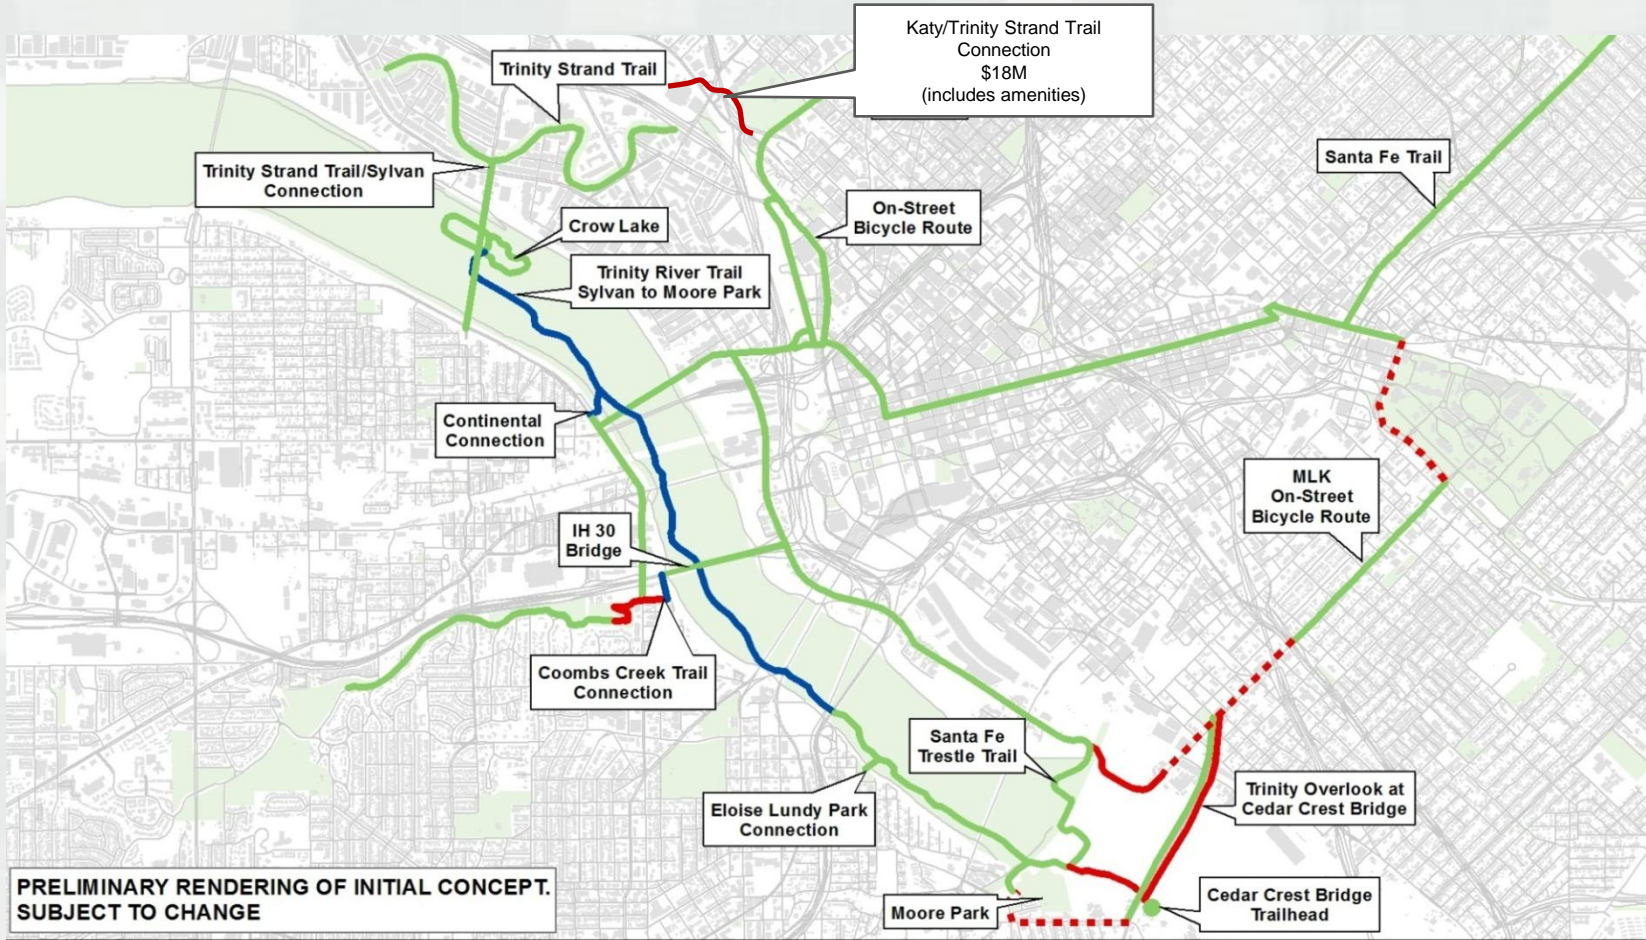 Katy/Trinity Strand Trail
Connection
$18M
(includes amenities)
Trinity Strand Trail
Santa Fe Trail
Trinity Strand Trail/Sylvan
Connection
On-Street
Bicycle Route
Crow Lake
Trinity River Trail
Sylvan to Moore Park
Continental
Connection
MLK
On-Street
Bicycle Route
IH 30
Bridge
Coombs Creek Trail
Connection
Santa Fe
Trestle Trail
Trinity Overlook at
Cedar Crest Bridge
Eloise Lundy Park
Connection
PRELIMINARY RENDERING OF INITIAL CONCEPT.
SUBJECT TO CHANGE
Moore Park
Cedar Crest Bridge
Trailhead